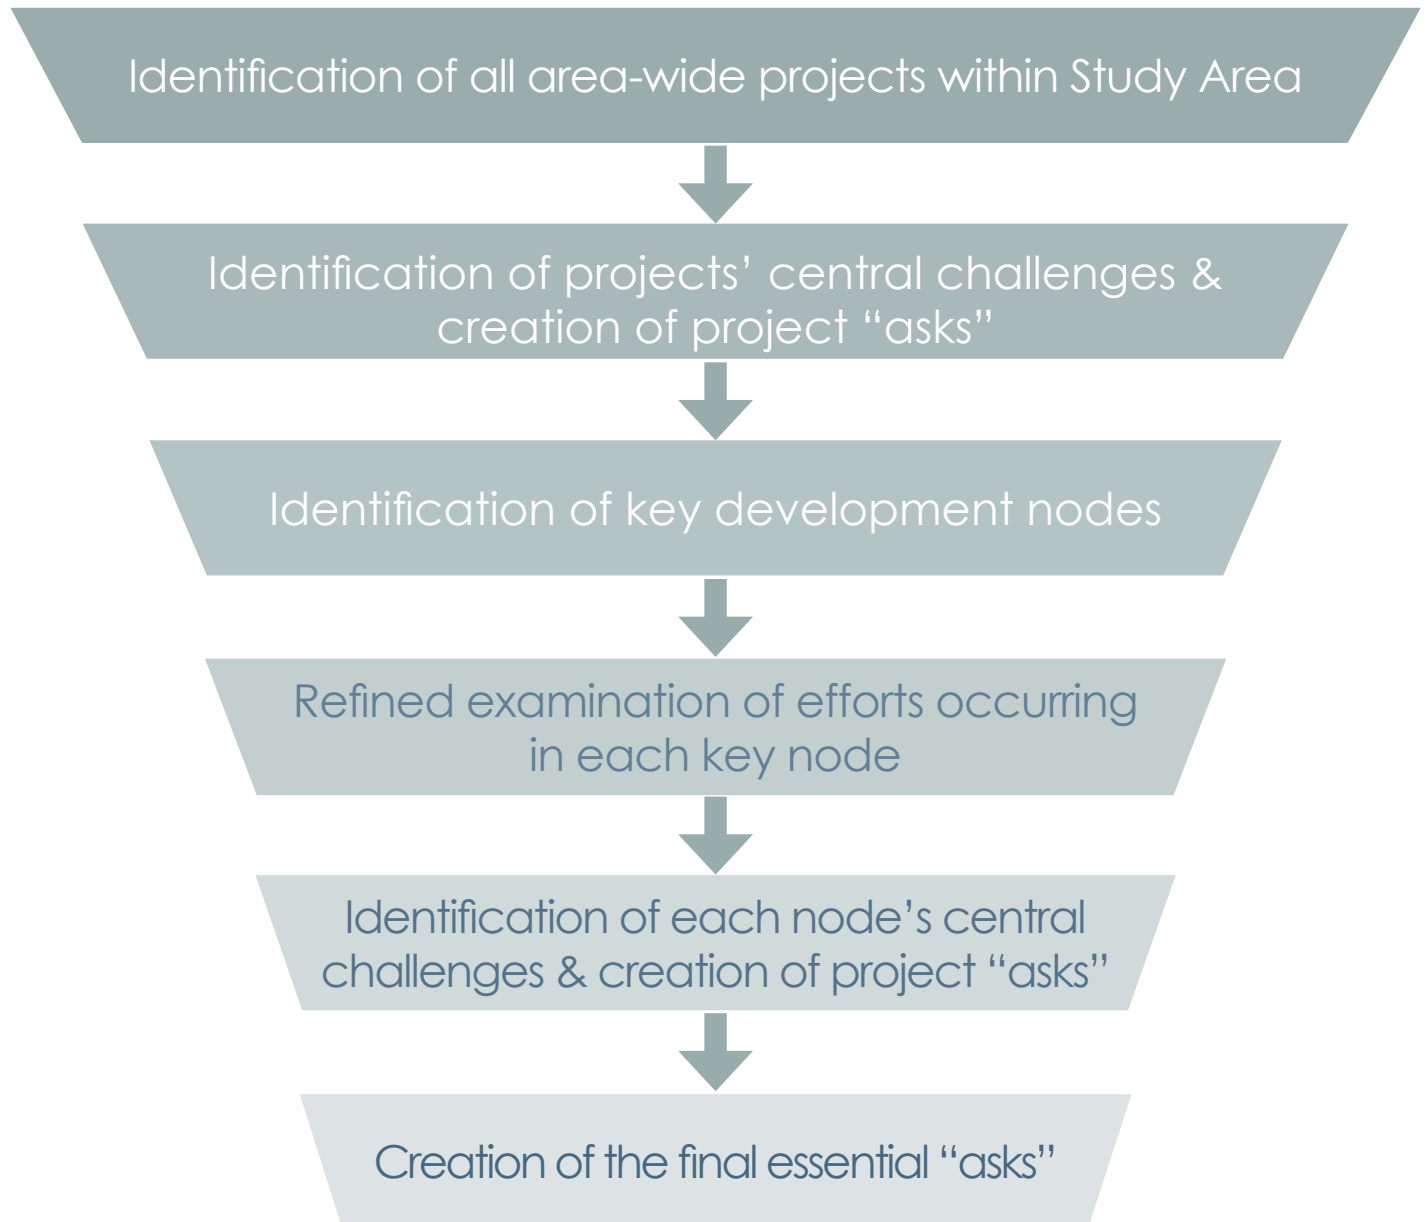 Identification of all area-wide projects within Study Area
Identification of projects’ central challenges &
creation of project “asks”
Identification of key development nodes
Refined examination of efforts occurring
in each key node
Identification of each node’s central
challenges & creation of project “asks”
Creation of the final essential “asks”